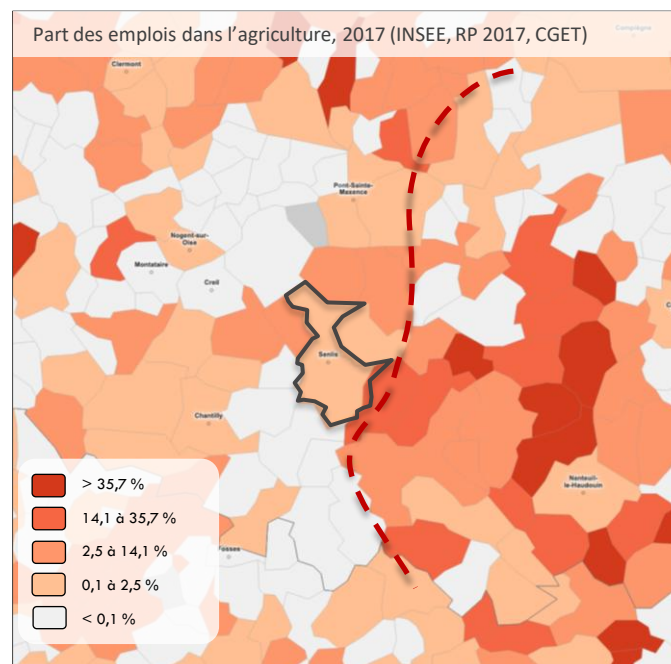 Part des emplois dans l'agriculture, 2017 (INSEE, RP 2017, CGET)
Compiègne
Clermont
Pont-Sainte-
Maxence
Nogent-sur-
Oise
Montataire
Creil
Senlis
Chantilly
Nanteuil-
le-Haudouin
Fosses
> 35,7 %
14,1 à 35,7 %
2,5 à 14,1 %
0,1 à 2,5 %
< 0,1 %